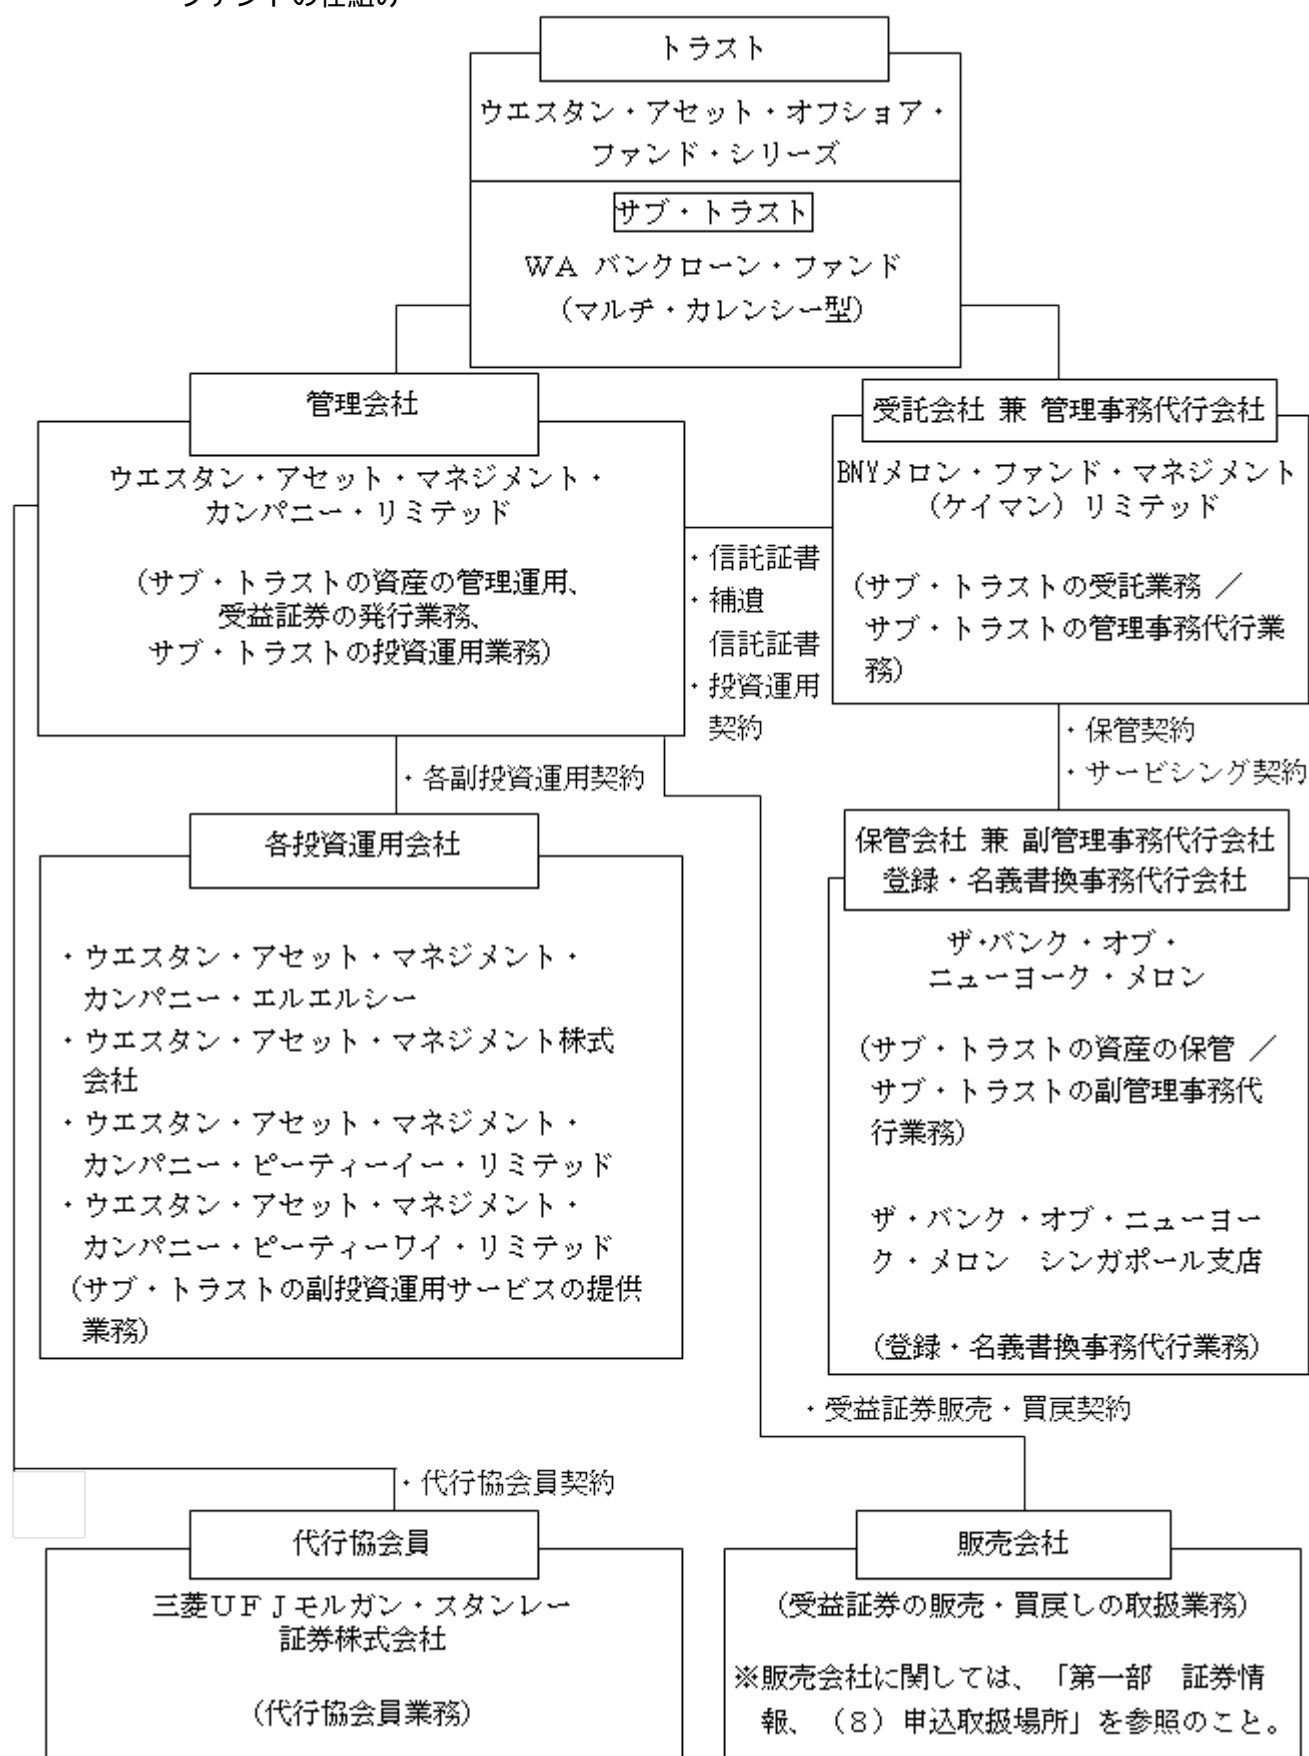 ファンドの仕組み
トラスト
ウエスタン・アセット・オフショア・
ファンド・シリーズ
サブ・トラスト
ＷＡ バンクローン・ファンド
（マルチ・カレンシー型）
管理会社
ウエスタン・アセット・マネジメント・
カンパニー・リミテッド
（サブ・トラストの資産の管理運用、
受益証券の発行業務、
サブ・トラストの投資運用業務）
・信託証書
・補遺
信託証書
・投資運用
契約
受託会社 兼 管理事務代行会社
BNYメロン・ファンド・マネジメント
（ケイマン）リミテッド
（サブ・トラストの受託業務 ／
サブ・トラストの管理事務代行業
務）
・各副投資運用契約
・保管契約
・サービシング契約
各投資運用会社
・ウエスタン・アセット・マネジメント・
カンパニー・エルエルシー
・ウエスタン・アセット・マネジメント株式
会社
・ウエスタン・アセット・マネジメント・
カンパニー・ピーティーイー・リミテッド
・ウエスタン・アセット・マネジメント・
カンパニー・ピーティーワイ・リミテッド
（サブ・トラストの副投資運用サービスの提供
業務）
保管会社 兼 副管理事務代行会社
登録・名義書換事務代行会社
ザ・バンク・オブ・
ニューヨーク・メロン
（サブ・トラストの資産の保管 ／
サブ・トラストの副管理事務代
行業務）
ザ・バンク・オブ・ニューヨー
ク・メロン　シンガポール支店
（登録・名義書換事務代行業務）
・受益証券販売・買戻契約
・代行協会員契約
代行協会員
三菱ＵＦＪモルガン・スタンレー
証券株式会社
（代行協会員業務）
販売会社
（受益証券の販売・買戻しの取扱業務）
※販売会社に関しては、「第一部　証券情
報、（８）申込取扱場所」を参照のこと。